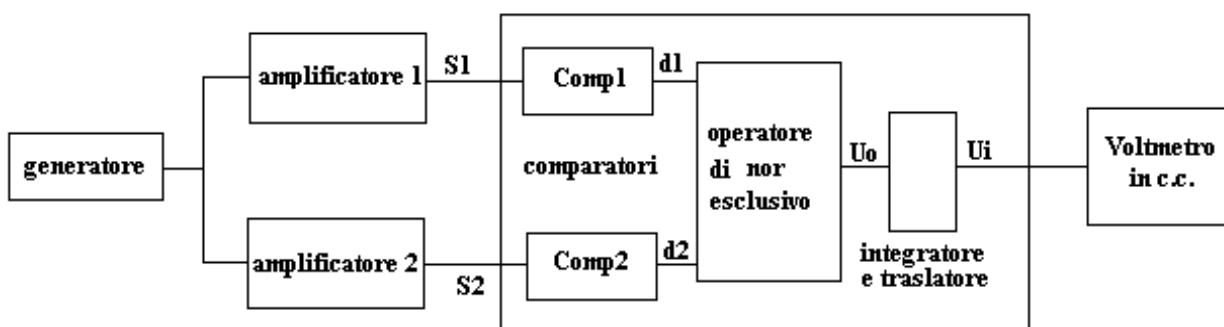 generatore
amplificatore 1
S1
amplificatore 2
S2
Comp1
d1
comparatori
Comp2
d2
operatore
di nor
esclusivo
Uo
integratore
e traslatore
Ui
Voltmetro
in c.c.